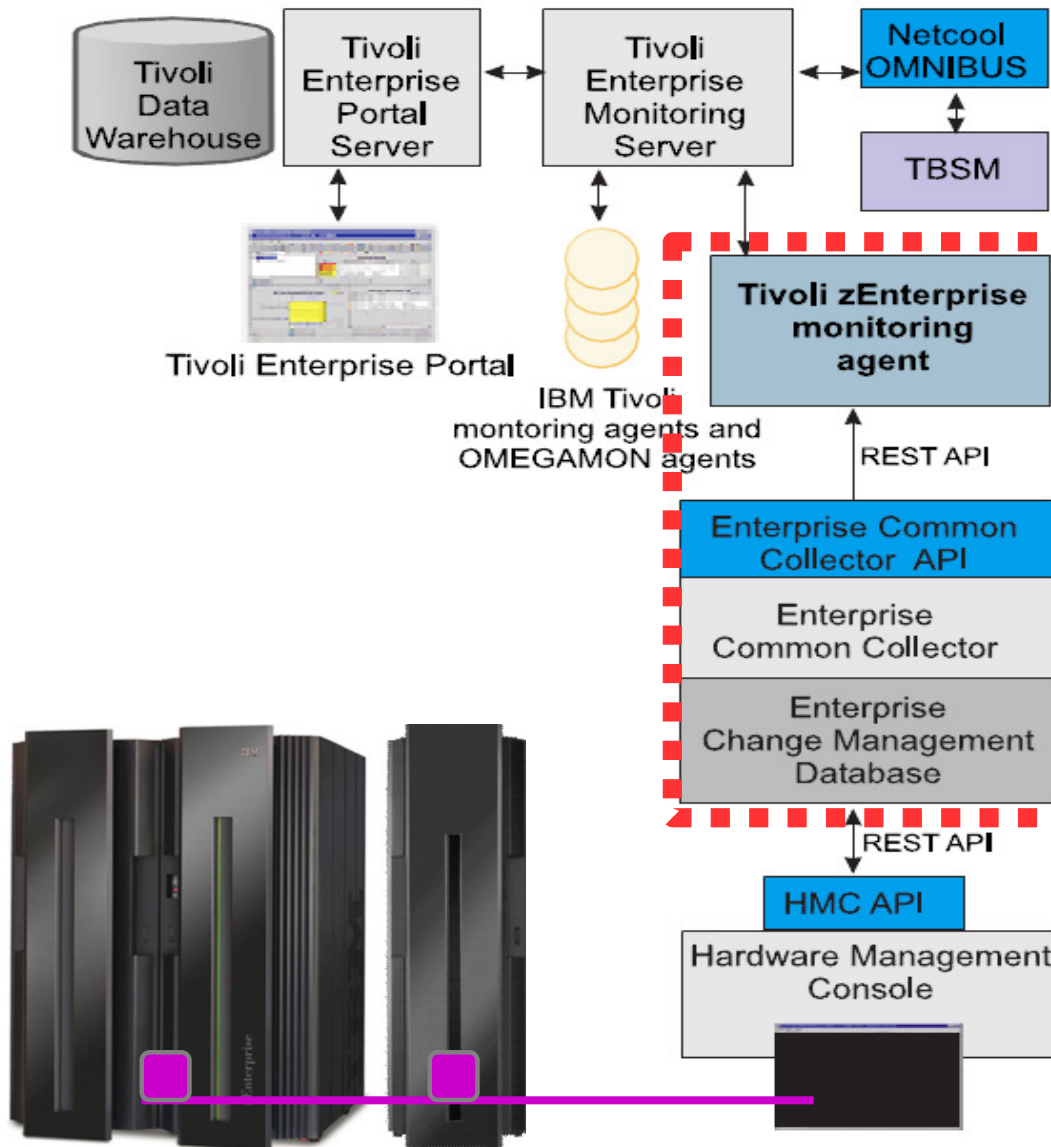 Tivoli
Data
Warehouse
Tivoli
Enterprise
Portal
Server
Tivoli
Enterprise
Monitoring
Server
Netcool
OMNIBUS
TBSM
Tivoli Enterprise Portal
IBM Tivoli
montoring agents and
OMEGAMON agents
Tivoli zEnterprise
monitoring
agent
REST API
Enterprise Common
Collector API
Enterprise
Common Collector
Enterprise
Change Management
Database
REST API
HMC API
Hardware Management
Console
IBM
zEnterprise